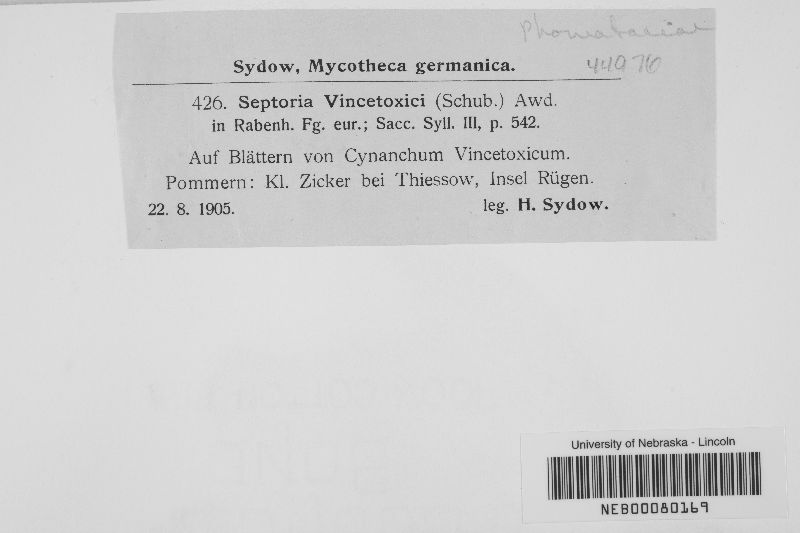 Phomataceae
44976
Sydow, Mycotheca germanica.
426. Septoria Vincetoxici (Schub.) Awd.
in Rabenh. Fg. eur.; Sacc. Syll. III, p. 542.
Auf Blättern von Cynanchum Vincetoxicum.
Pommern: Kl. Zicker bei Thiessow, Insel Rügen.
22. 8. 1905. leg. H. Sydow.
University of Nebraska - Lincoln
NEB00080169